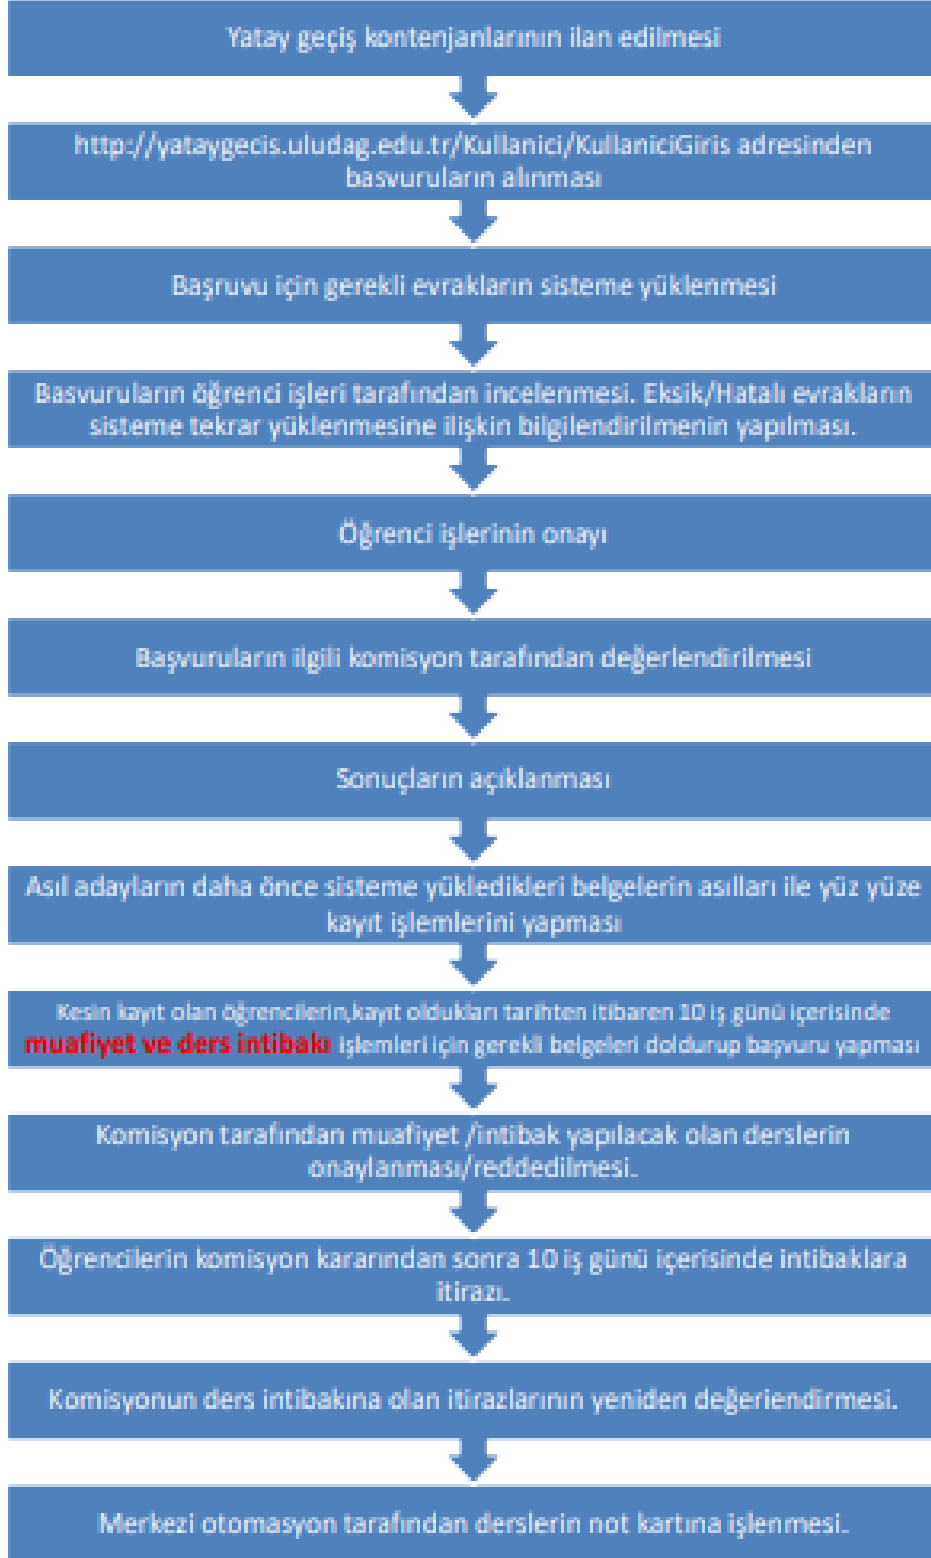 Yatay geçiş kontenjanlarının ilan edilmesi
http://yataygecis.uludag.edu.tr/Kullanici/KullaniciGiris adresinden
basvuruların alınması
Başruvu için gerekli evrakların sisteme yüklenmesi
Basvuruların öğrenci işleri tarafından incelenmesi. Eksik/Hatalı evrakların
sisteme tekrar yüklenmesine ilişkin bilgilendirilmenin yapılması.
Öğrenci işlerinin onayı
Başvuruların ilgili komisyon tarafından değerlendirilmesi
Sonuçların açıklanması
Asıl adayların daha önce sisteme yükledikleri belgelerin asılları ile yüz yüze
kayıt işlemlerini yapması
Kesin kayıt olan öğrencilerin,kayıt oldukları tarihten itibaren 10 iş günü içerisinde
muafiyet ve ders intibakı işlemleri için gerekli belgeleri doldurup başvuru yapması
Komisyon tarafından muafiyet /intibak yapılacak olan derslerin
onaylanması/reddedilmesi.
Öğrencilerin komisyon kararından sonra 10 iş günü içerisinde intibaklara
itirazı.
Komisyonun ders intibakına olan itirazlarının yeniden değeriendirmesi.
Merkezi otomasyon tarafından derslerin not kartına işlenmesi.